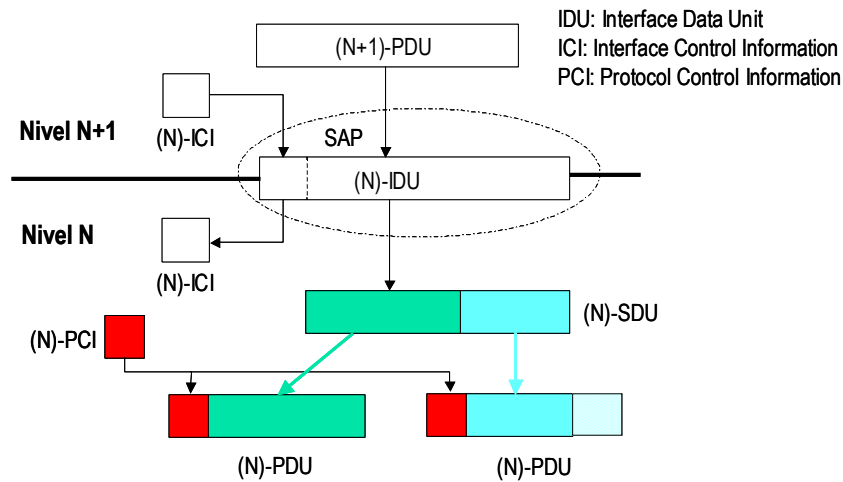 IDU: Interface Data Unit
ICI: Interface Control Information
PCI: Protocol Control Information
(N+1)-PDU
Nivel N+1
(N)-ICI
SAP
(N)-IDU
Nivel N
(N)-ICI
(N)-SDU
(N)-PCI
(N)-PDU
(N)-PDU